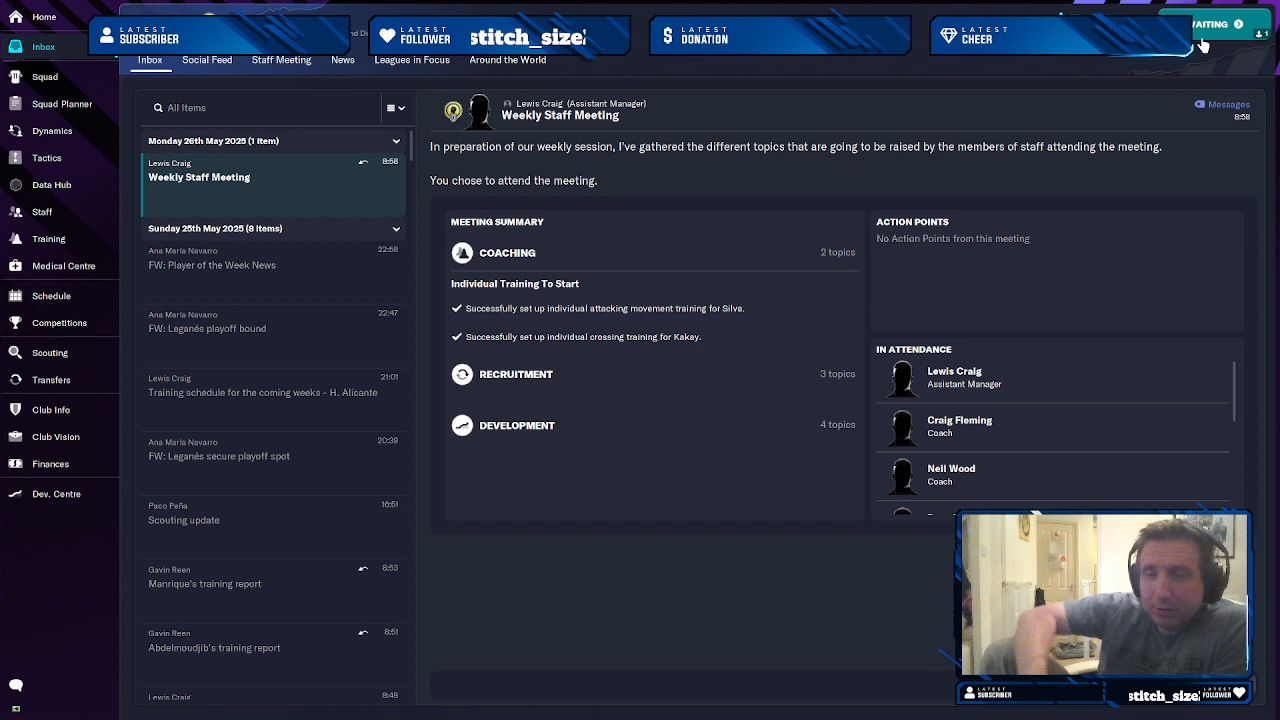 Home
Inbox
Squad
Squad Planner
Dynamics
Tactics
Data Hub
Staff
Training
Medical Centre
Schedule
Competitions
Scouting
Transfers
Club Info
Club Vision
Finances
Dev. Centre
LATEST
SUBSCRIBER
LATEST
FOLLOWER
stitch_size
LATEST
DONATION
LATEST
CHEER
WAITING
1
Inbox
Social Feed
Staff Meeting
News
Leagues in Focus
Around the World
All Items
Monday 26th May 2025 (1 Item)
Lewis Craig
8:58
Weekly Staff Meeting
Sunday 25th May 2025 (8 Items)
Ana María Navarro
22:58
FW: Player of the Week News
Ana María Navarro
22:47
FW: Leganés playoff bound
Lewis Craig
21:01
Training schedule for the coming weeks - H. Alicante
Ana María Navarro
20:39
FW: Leganés secure playoff spot
Paco Peña
16:51
Scouting update
Gavin Reen
8:53
Manrique's training report
Gavin Reen
8:51
Abdelmoudjib's training report
Lewis Craig
8:49
Lewis Craig (Assistant Manager)
Weekly Staff Meeting
Messages
8:58
In preparation of our weekly session, I've gathered the different topics that are going to be raised by the members of staff attending the meeting.
You chose to attend the meeting.
MEETING SUMMARY
COACHING
2 topics
Individual Training To Start
Successfully set up individual attacking movement training for Silva.
Successfully set up individual crossing training for Kakay.
RECRUITMENT
3 topics
DEVELOPMENT
4 topics
ACTION POINTS
No Action Points from this meeting
IN ATTENDANCE
Lewis Craig
Assistant Manager
Craig Fleming
Coach
Neil Wood
Coach
LATEST
SUBSCRIBER
stitch_size
LATEST
FOLLOWER